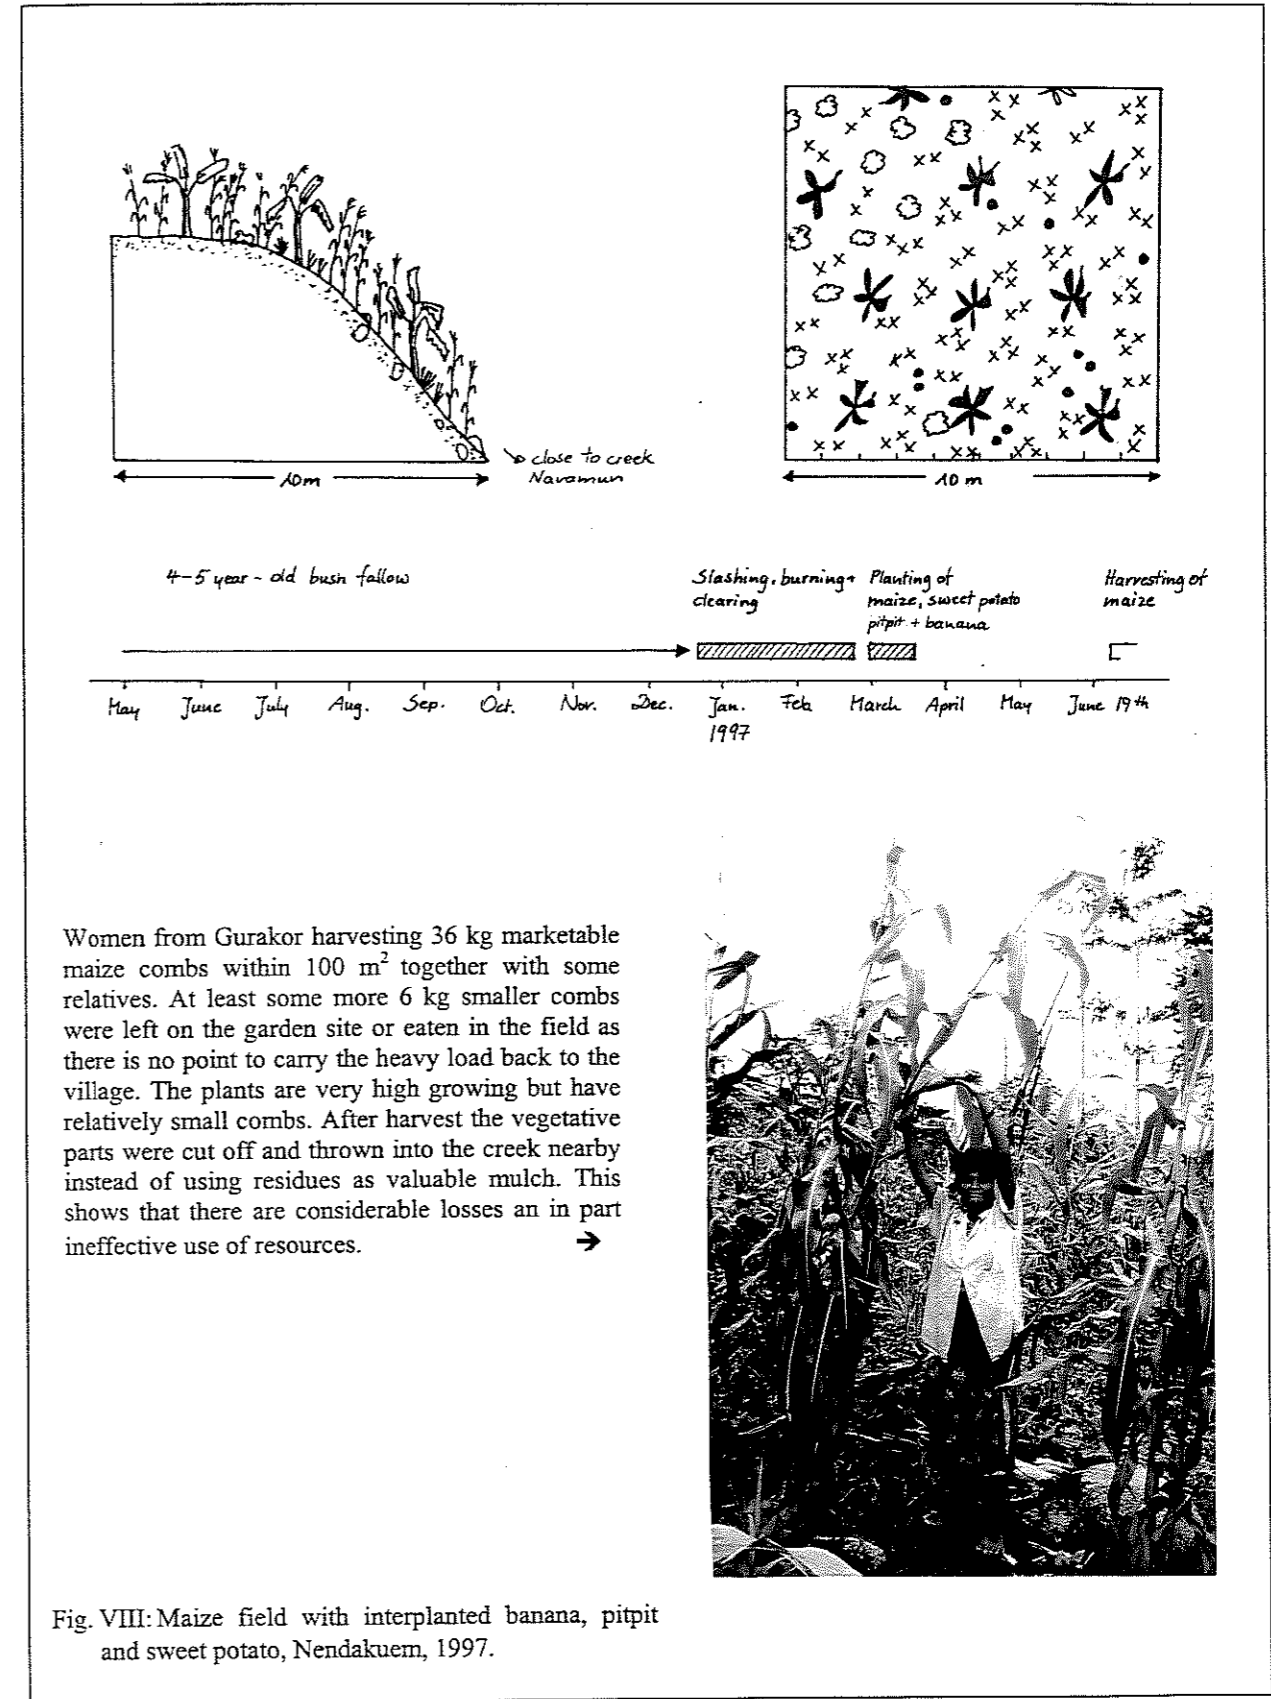 close to creek
Naramun
10m
10 m
4-5 year - old bush fallow
Slashing, burning +
clearing
Planting of
maize, sweet potato
pitpit + banana
Harvesting of
maize
May June July Aug. Sep. Oct. Nov. Dec. Jan. Feb March April May June 19th
1997
Women from Gurakor harvesting 36 kg marketable
maize combs within 100 m² together with some
relatives. At least some more 6 kg smaller combs
were left on the garden site or eaten in the field as
there is no point to carry the heavy load back to the
village. The plants are very high growing but have
relatively small combs. After harvest the vegetative
parts were cut off and thrown into the creek nearby
instead of using residues as valuable mulch. This
shows that there are considerable losses an in part
ineffective use of resources. →
Fig. VIII: Maize field with interplanted banana, pitpit
and sweet potato, Nendakuem, 1997.